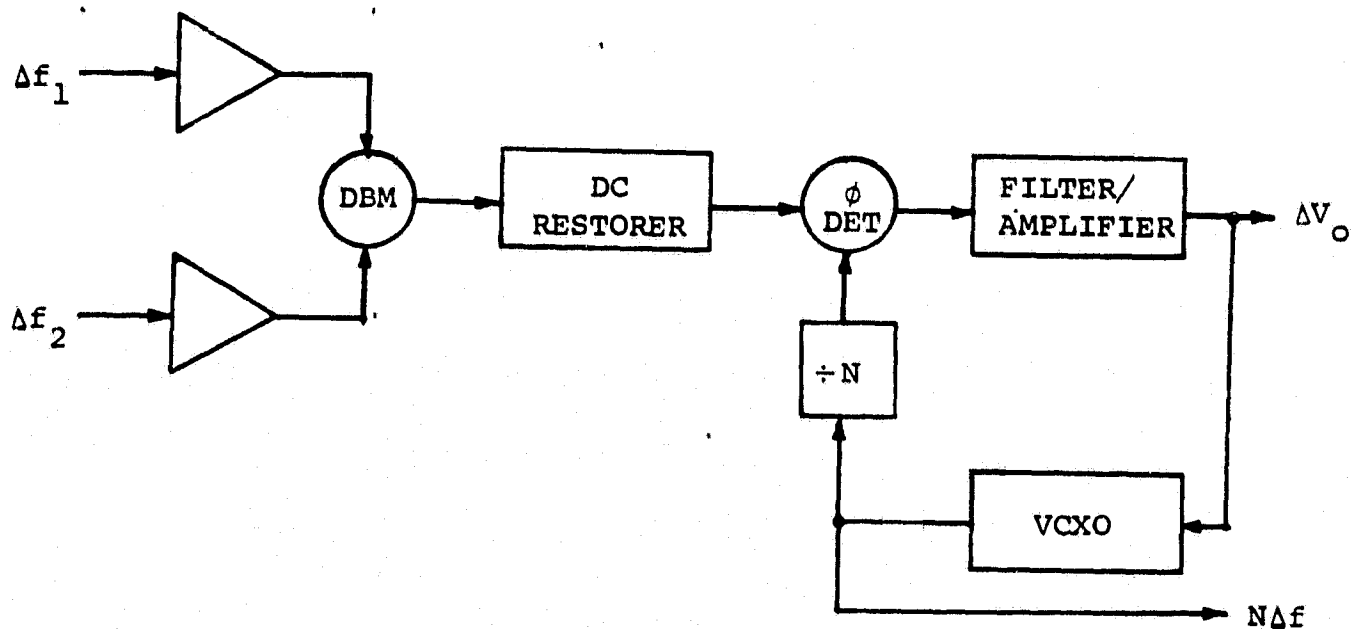 Δf₁
DBM
DC
RESTORER
φ
DET
FILTER/
AMPLIFIER
ΔVₒ
Δf₂
÷N
VCXO
NΔf